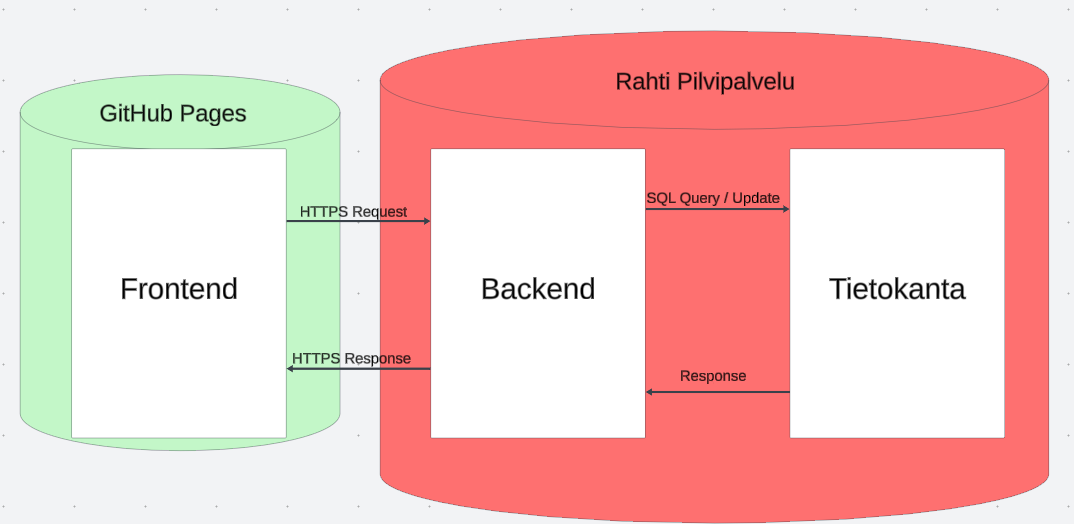 GitHub Pages
Rahti Pilvipalvelu
HTTPS Request
SQL Query / Update
Frontend
Backend
Tietokanta
HTTPS Response
Response